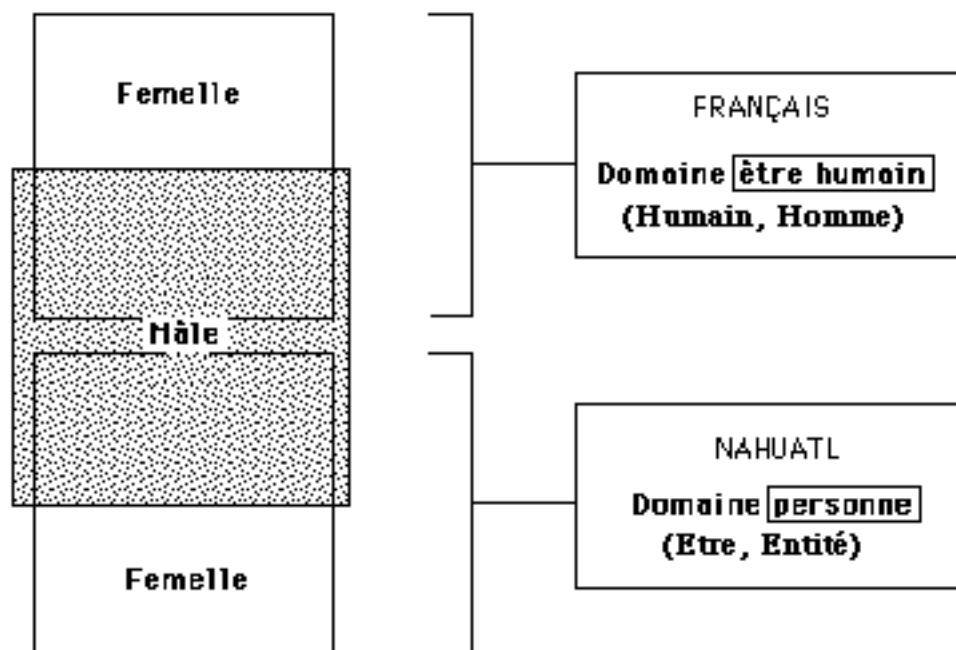 Femelle
FRANÇAIS
Domaine être humain
(Humain, Homme)
Mâle
NAHUATL
Domaine personne
(Etre, Entité)
Femelle